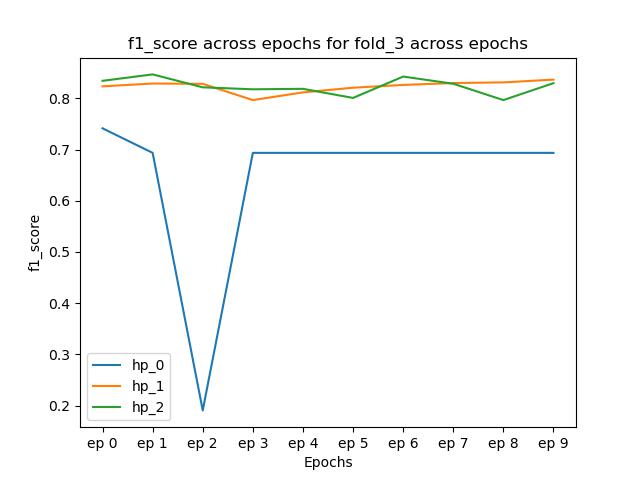 f1_score across epochs for fold_3 across epochs
f1_score
0.8
0.7
0.6
0.5
0.4
0.3
0.2
hp_0
hp_1
hp_2
ep 0 ep 1 ep 2 ep 3 ep 4 ep 5 ep 6 ep 7 ep 8 ep 9
Epochs